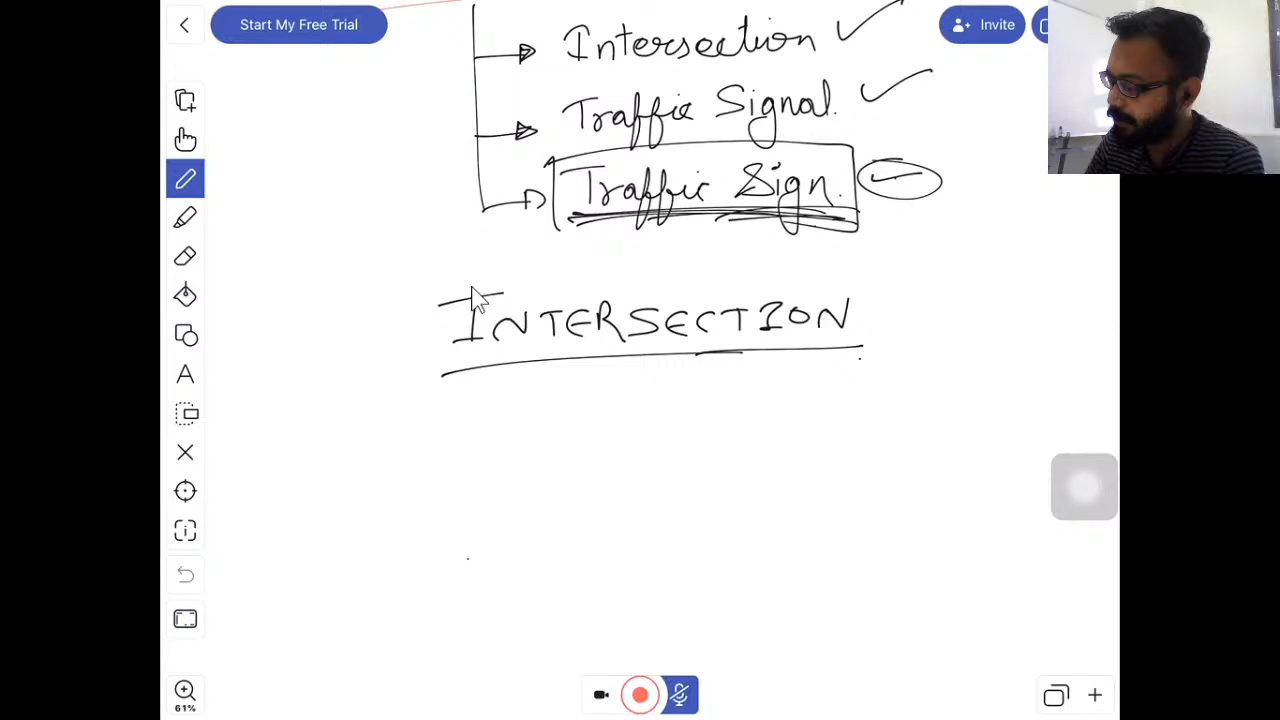 Start My Free Trial
Invite
Intersection
Traffic Signal.
Traffic Sign.
INTERSECTION
A
61%